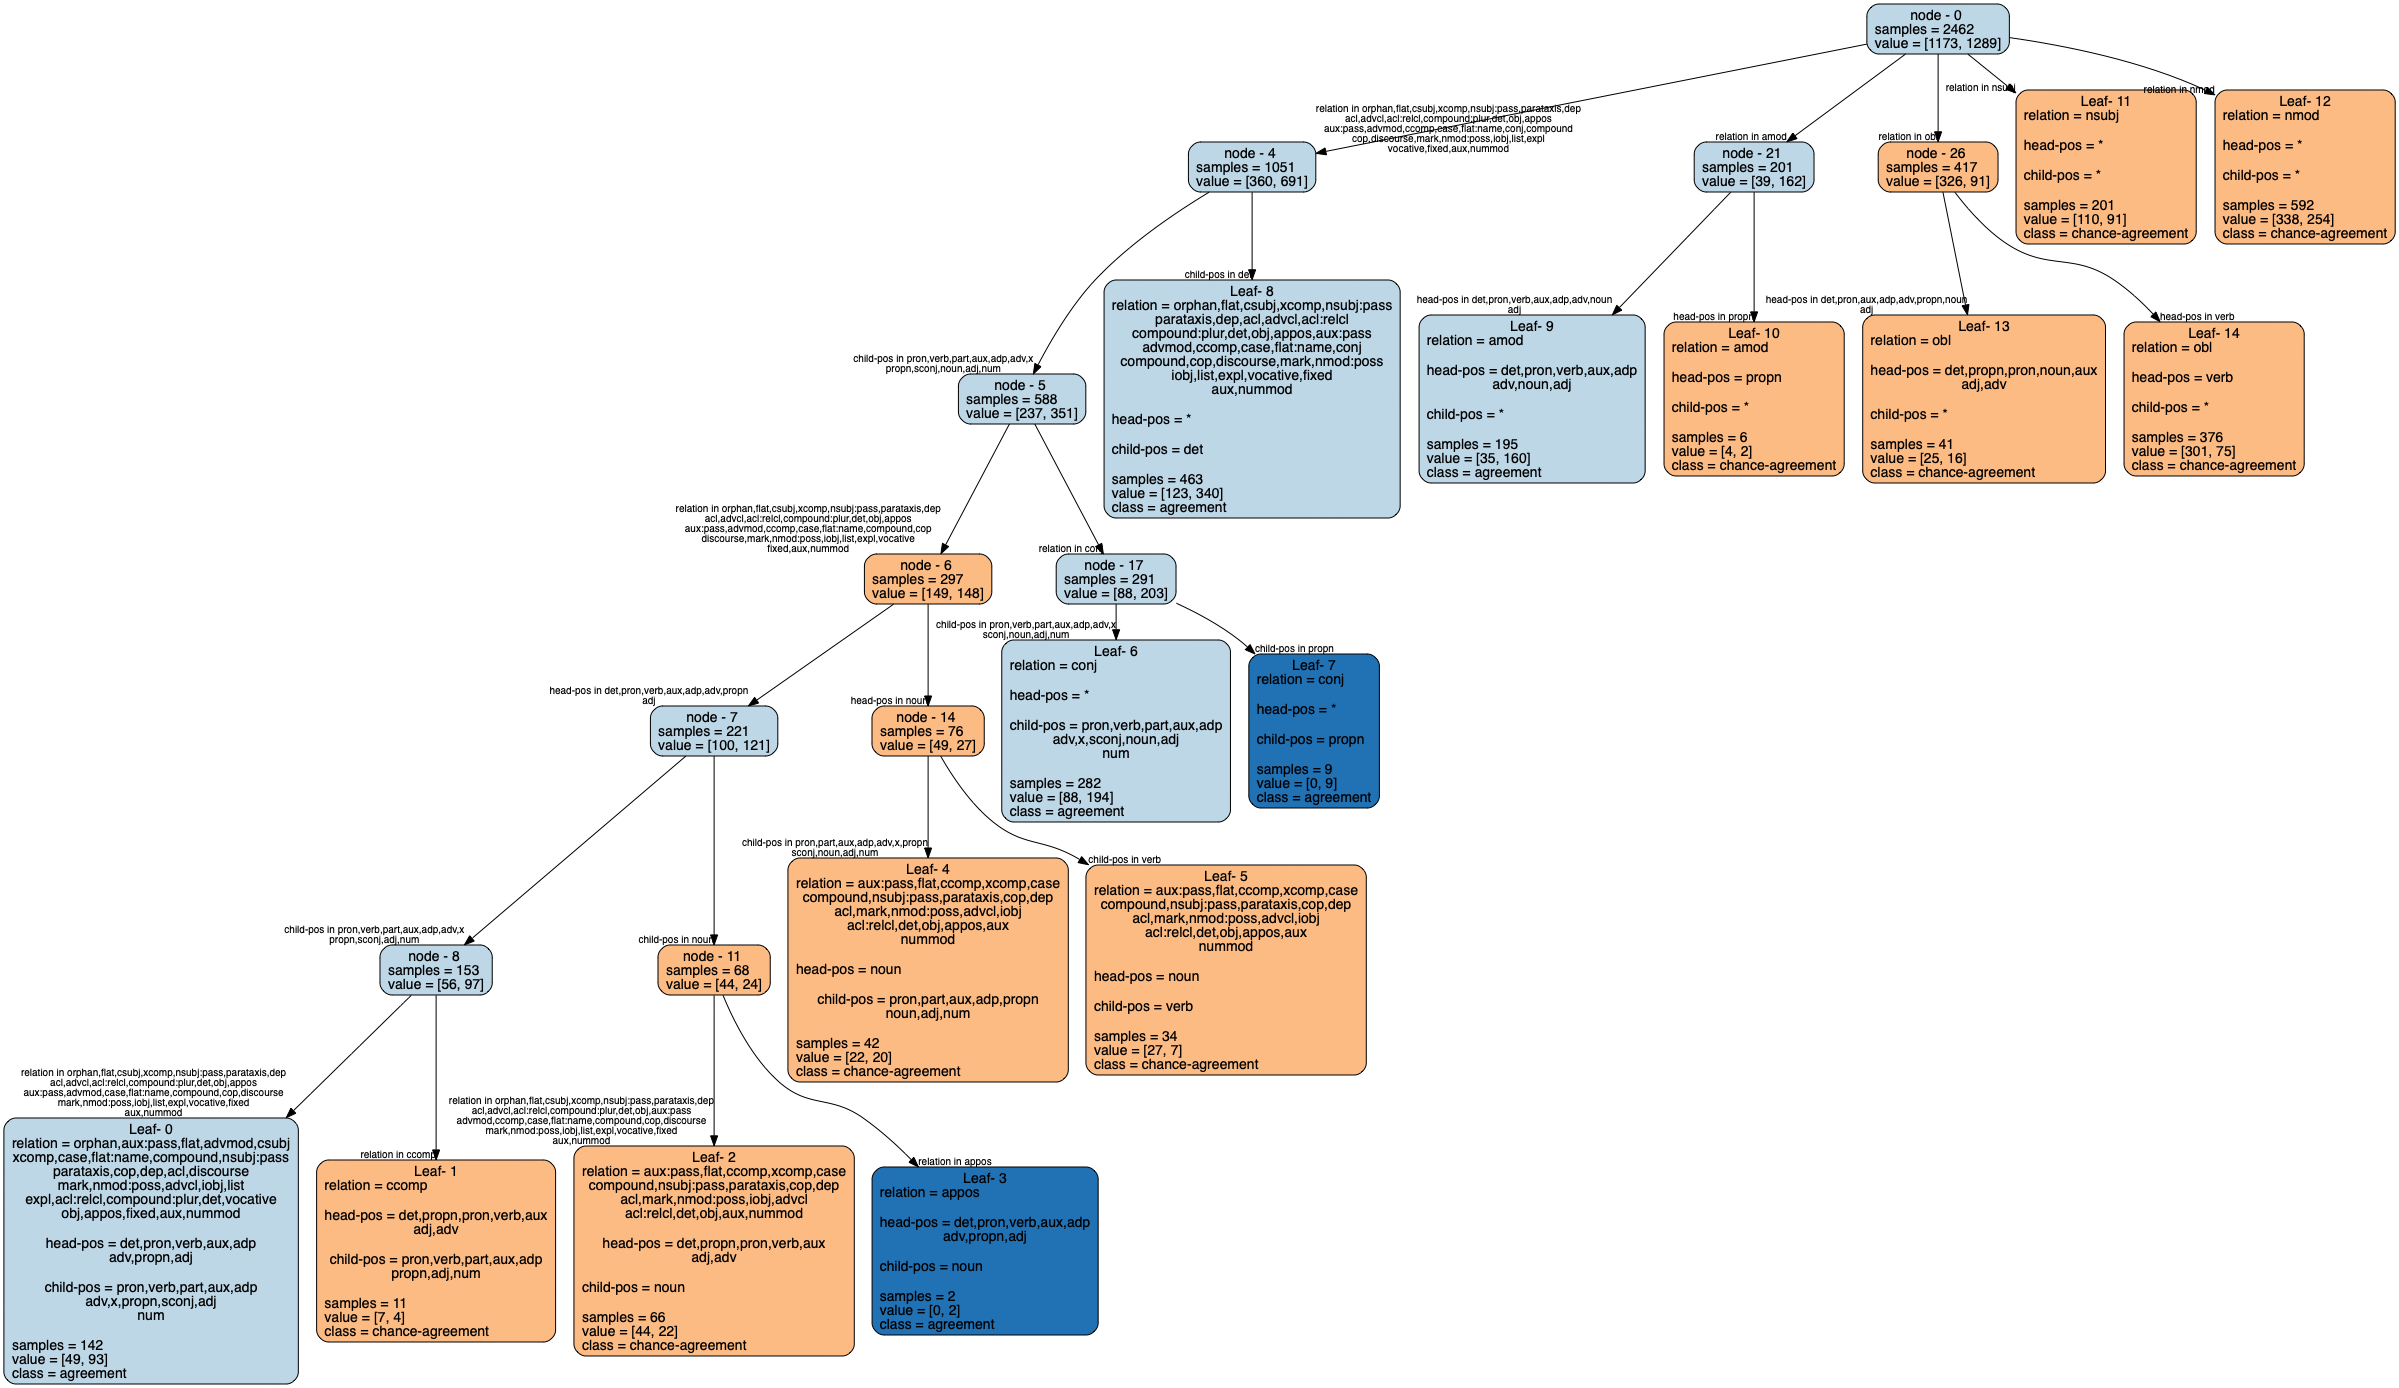 node - 0
samples = 2462
value = [1173, 1289]
relation in orphan,flat,csubj,xcomp,nsubj:pass,parataxis,dep
acl,advcl,acl:relcl,compound:plur,det,obj,appos
aux:pass,advmod,ccomp,case,flat:name,conj,compound
cop,discourse,mark,nmod:poss,iobj,list,expl
vocative,fixed,aux,nummod
relation in amod
relation in obl
relation in nsubj
relation in nmod
node - 4
samples = 1051
value = [360, 691]
node - 21
samples = 201
value = [39, 162]
node - 26
samples = 417
value = [326, 91]
Leaf- 11
relation = nsubj
head-pos = *
child-pos = *
samples = 201
value = [110, 91]
class = chance-agreement
Leaf- 12
relation = nmod
head-pos = *
child-pos = *
samples = 592
value = [338, 254]
class = chance-agreement
child-pos in pron,verb,part,aux,adp,adv,x
propn,sconj,noun,adj,num
child-pos in det
head-pos in det,pron,verb,aux,adp,adv,noun
adj
head-pos in propn
head-pos in det,pron,aux,adp,adv,propn,noun
adj
head-pos in verb
node - 5
samples = 588
value = [237, 351]
Leaf- 8
relation = orphan,flat,csubj,xcomp,nsubj:pass
parataxis,dep,acl,advcl,acl:relcl
compound:plur,det,obj,appos,aux:pass
advmod,ccomp,case,flat:name,conj
compound,cop,discourse,mark,nmod:poss
iobj,list,expl,vocative,fixed
aux,nummod
head-pos = *
child-pos = det
samples = 463
value = [123, 340]
class = agreement
Leaf- 9
relation = amod
head-pos = det,pron,verb,aux,adp
adv,noun,adj
child-pos = *
samples = 195
value = [35, 160]
class = agreement
Leaf- 10
relation = amod
head-pos = propn
child-pos = *
samples = 6
value = [4, 2]
class = chance-agreement
Leaf- 13
relation = obl
head-pos = det,propn,pron,noun,aux
adj,adv
child-pos = *
samples = 41
value = [25, 16]
class = chance-agreement
Leaf- 14
relation = obl
head-pos = verb
child-pos = *
samples = 376
value = [301, 75]
class = chance-agreement
relation in orphan,flat,csubj,xcomp,nsubj:pass,parataxis,dep
acl,advcl,acl:relcl,compound:plur,det,obj,appos
aux:pass,advmod,ccomp,case,flat:name,compound,cop
discourse,mark,nmod:poss,iobj,list,expl,vocative
fixed,aux,nummod
relation in conj
node - 6
samples = 297
value = [149, 148]
node - 17
samples = 291
value = [88, 203]
head-pos in det,pron,verb,aux,adp,adv,propn
adj
head-pos in noun
child-pos in pron,verb,part,aux,adp,adv,x
sconj,noun,adj,num
child-pos in propn
node - 7
samples = 221
value = [100, 121]
node - 14
samples = 76
value = [49, 27]
Leaf- 6
relation = conj
head-pos = *
child-pos = pron,verb,part,aux,adp
adv,x,sconj,noun,adj
num
samples = 282
value = [88, 194]
class = agreement
Leaf- 7
relation = conj
head-pos = *
child-pos = propn
samples = 9
value = [0, 9]
class = agreement
child-pos in pron,verb,part,aux,adp,adv,x
propn,sconj,adj,num
child-pos in noun
child-pos in pron,part,aux,adp,adv,x,propn
sconj,noun,adj,num
child-pos in verb
node - 8
samples = 153
value = [56, 97]
node - 11
samples = 68
value = [44, 24]
Leaf- 4
relation = aux:pass,flat,ccomp,xcomp,case
compound,nsubj:pass,parataxis,cop,dep
acl,mark,nmod:poss,advcl,iobj
acl:relcl,det,obj,appos,aux
nummod
head-pos = noun
child-pos = pron,part,aux,adp,propn
noun,adj,num
samples = 42
value = [22, 20]
class = chance-agreement
Leaf- 5
relation = aux:pass,flat,ccomp,xcomp,case
compound,nsubj:pass,parataxis,cop,dep
acl,mark,nmod:poss,advcl,iobj
acl:relcl,det,obj,appos,aux
nummod
head-pos = noun
child-pos = verb
samples = 34
value = [27, 7]
class = chance-agreement
relation in orphan,flat,csubj,xcomp,nsubj:pass,parataxis,dep
acl,advcl,acl:relcl,compound:plur,det,obj,appos
aux:pass,advmod,case,flat:name,compound,cop,discourse
mark,nmod:poss,iobj,list,expl,vocative,fixed
aux,nummod
relation in ccomp
relation in orphan,flat,csubj,xcomp,nsubj:pass,parataxis,dep
acl,advcl,acl:relcl,compound:plur,det,obj,aux:pass
advmod,ccomp,case,flat:name,compound,cop,discourse
mark,nmod:poss,iobj,list,expl,vocative,fixed
aux,nummod
relation in appos
Leaf- 0
relation = orphan,aux:pass,flat,advmod,csubj
xcomp,case,flat:name,compound,nsubj:pass
parataxis,cop,dep,acl,discourse
mark,nmod:poss,advcl,iobj,list
expl,acl:relcl,compound:plur,det,vocative
obj,appos,fixed,aux,nummod
head-pos = det,pron,verb,aux,adp
adv,propn,adj
child-pos = pron,verb,part,aux,adp
adv,x,propn,sconj,adj
num
samples = 142
value = [49, 93]
class = agreement
Leaf- 1
relation = ccomp
head-pos = det,propn,pron,verb,aux
adj,adv
child-pos = pron,verb,part,aux,adp
propn,adj,num
samples = 11
value = [7, 4]
class = chance-agreement
Leaf- 2
relation = aux:pass,flat,ccomp,xcomp,case
compound,nsubj:pass,parataxis,cop,dep
acl,mark,nmod:poss,iobj,advcl
acl:relcl,det,obj,aux,nummod
head-pos = det,propn,pron,verb,aux
adj,adv
child-pos = noun
samples = 66
value = [44, 22]
class = chance-agreement
Leaf- 3
relation = appos
head-pos = det,pron,verb,aux,adp
adv,propn,adj
child-pos = noun
samples = 2
value = [0, 2]
class = agreement